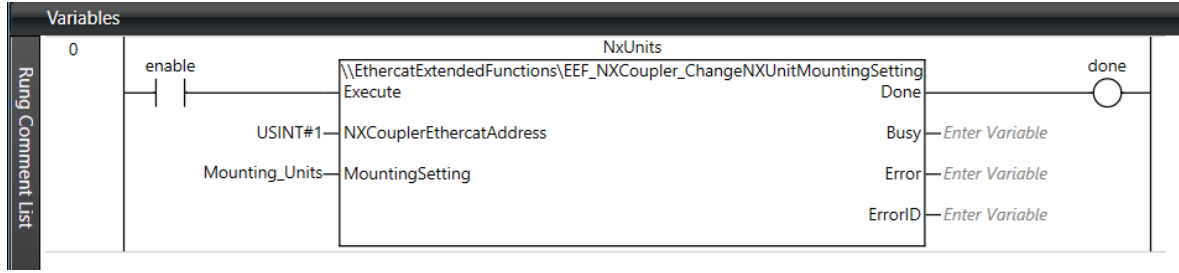 Variables
Rung Comment List
0
NxUnits
enable
\\EthercatExtendedFunctions\EEF_NXCoupler_ChangeNXUnitMountingSetting
done
Execute
Done
USINT#1
NXCouplerEthercatAddress
Busy
Enter Variable
Mounting_Units
MountingSetting
Error
Enter Variable
ErrorID
Enter Variable